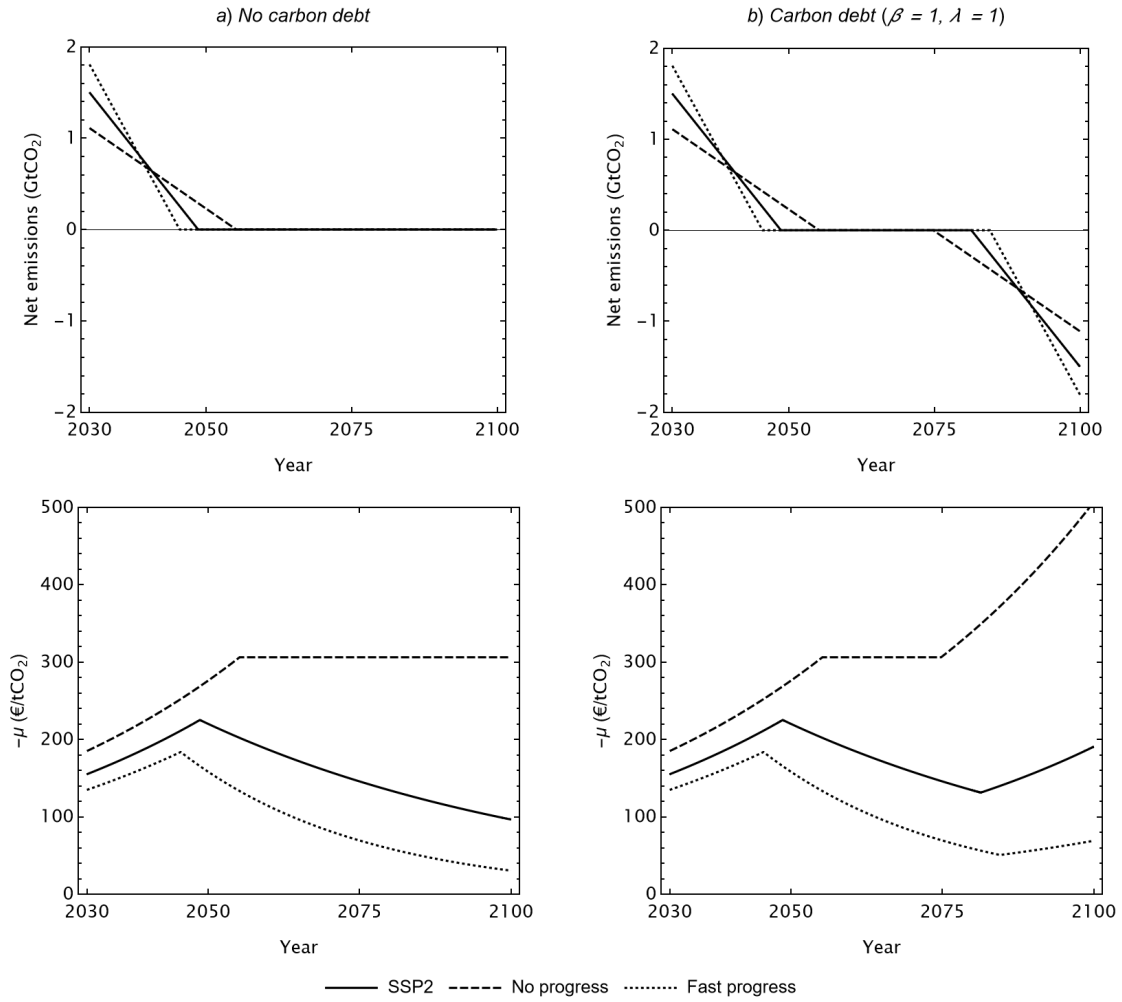 a) No carbon debt
2
1
0
−1
−2
Net emissions (GtCO2)
2030 2050 2075 2100
Year
b) Carbon debt (β = 1, λ = 1)
2
1
0
−1
−2
Net emissions (GtCO2)
2030 2050 2075 2100
Year
500
400
300
200
100
0
-μ (€/tCO2)
2030 2050 2075 2100
Year
500
400
300
200
100
0
-μ (€/tCO2)
2030 2050 2075 2100
Year
SSP2 No progress Fast progress